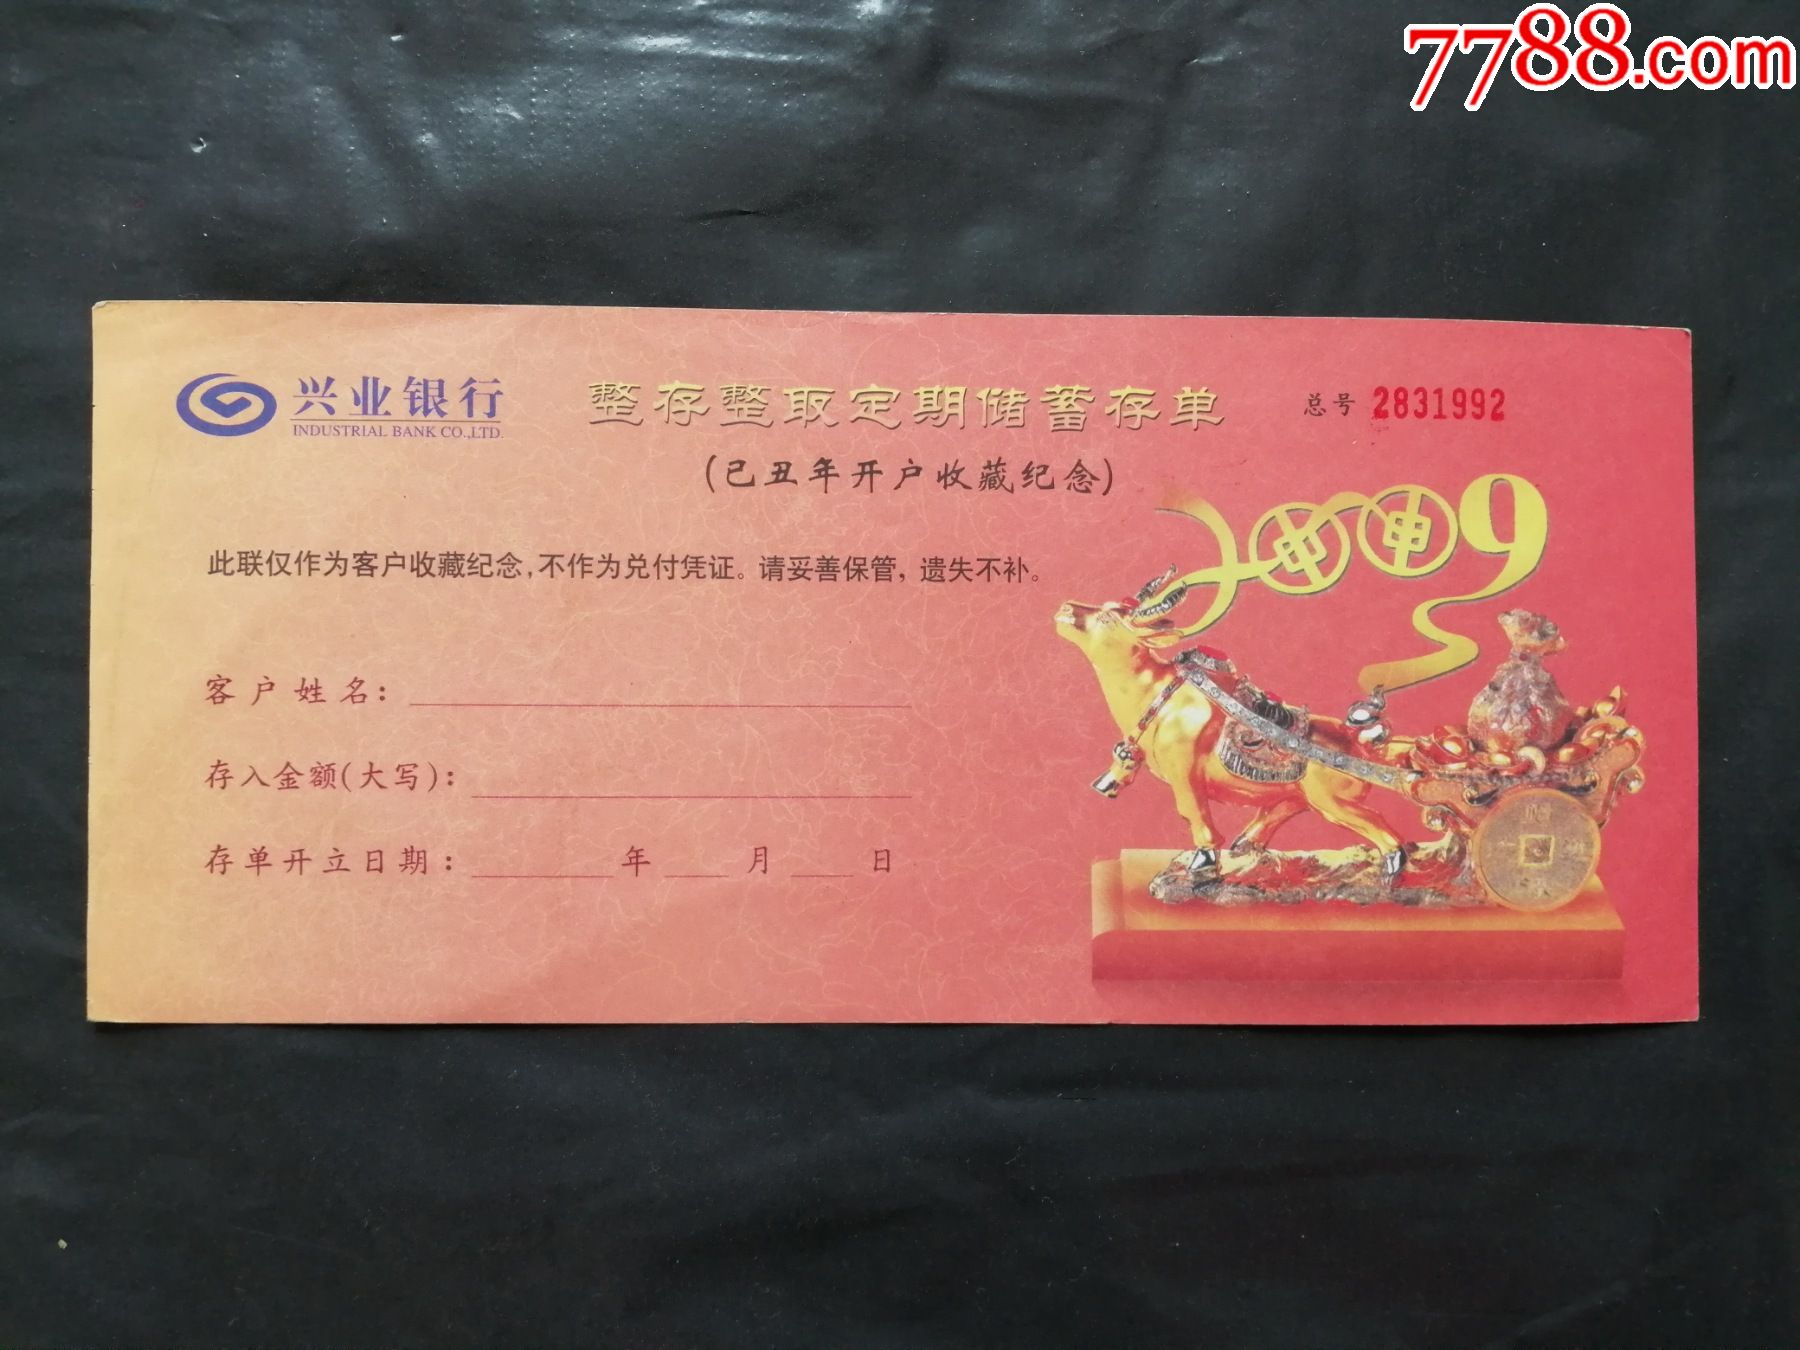 7788.com
兴业银行
INDUSTRIAL BANK CO.,LTD.
整存整取定期储蓄存单
总号 2831992
(己丑年开户收藏纪念)
2009
此联仅作为客户收藏纪念,不作为兑付凭证。请妥善保管,遗失不补。
客户姓名:
存入金额(大写):
存单开立日期: 年 月 日